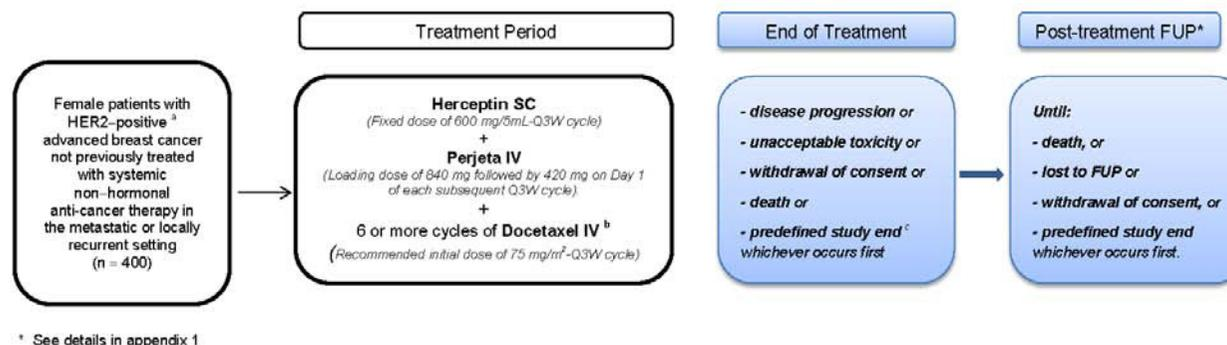 Treatment Period
End of Treatment
Post-treatment FUP*
Female patients with
HER2–positive a
advanced breast cancer
not previously treated
with systemic
non–hormonal
anti-cancer therapy in
the metastatic or locally
recurrent setting
(n = 400)
Herceptin SC
(Fixed dose of 600 mg/5mL-Q3W cycle)
+
Perjeta IV
(Loading dose of 840 mg followed by 420 mg on Day 1
of each subsequent Q3W cycle)
+
6 or more cycles of Docetaxel IV b
(Recommended initial dose of 75 mg/m²-Q3W cycle)
- disease progression or
- unacceptable toxicity or
- withdrawal of consent or
- death or
- predefined study end c
whichever occurs first
Until:
- death, or
- lost to FUP or
- withdrawal of consent, or
- predefined study end
whichever occurs first.
* See details in appendix 1